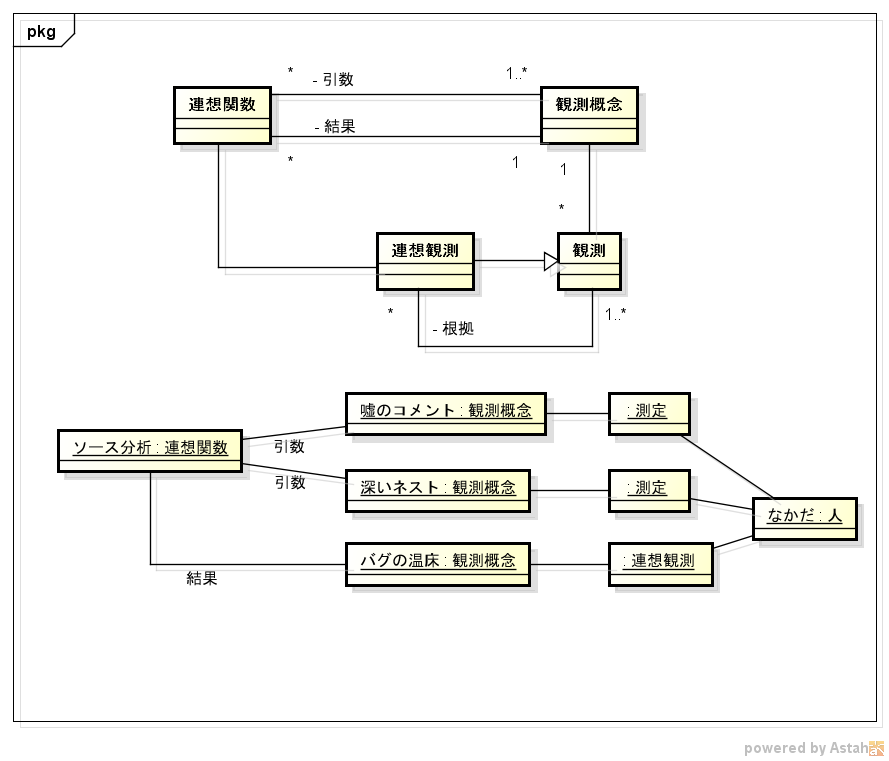 pkg
*
- 引数
1..*
連想関数
観測概念
- 結果
*
1
1
*
連想観測
観測
*
- 根拠
1..*
嘘のコメント : 観測概念
: 測定
ソース分析 : 連想関数
引数
引数
深いネスト : 観測概念
: 測定
なかだ : 人
バグの温床 : 観測概念
: 連想観測
結果
powered by Astah